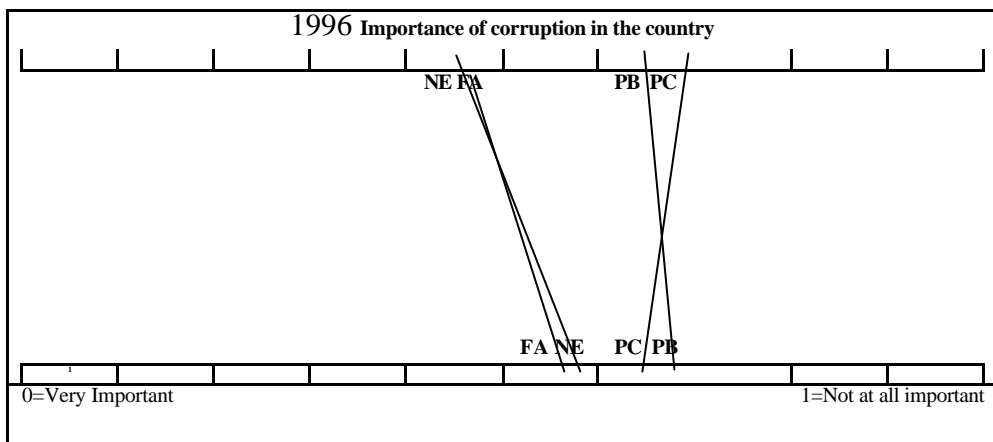 1996 Importance of corruption in the country
NE FA PB PC
FA NE PC PB
1
0=Very Important 1=Not at all important